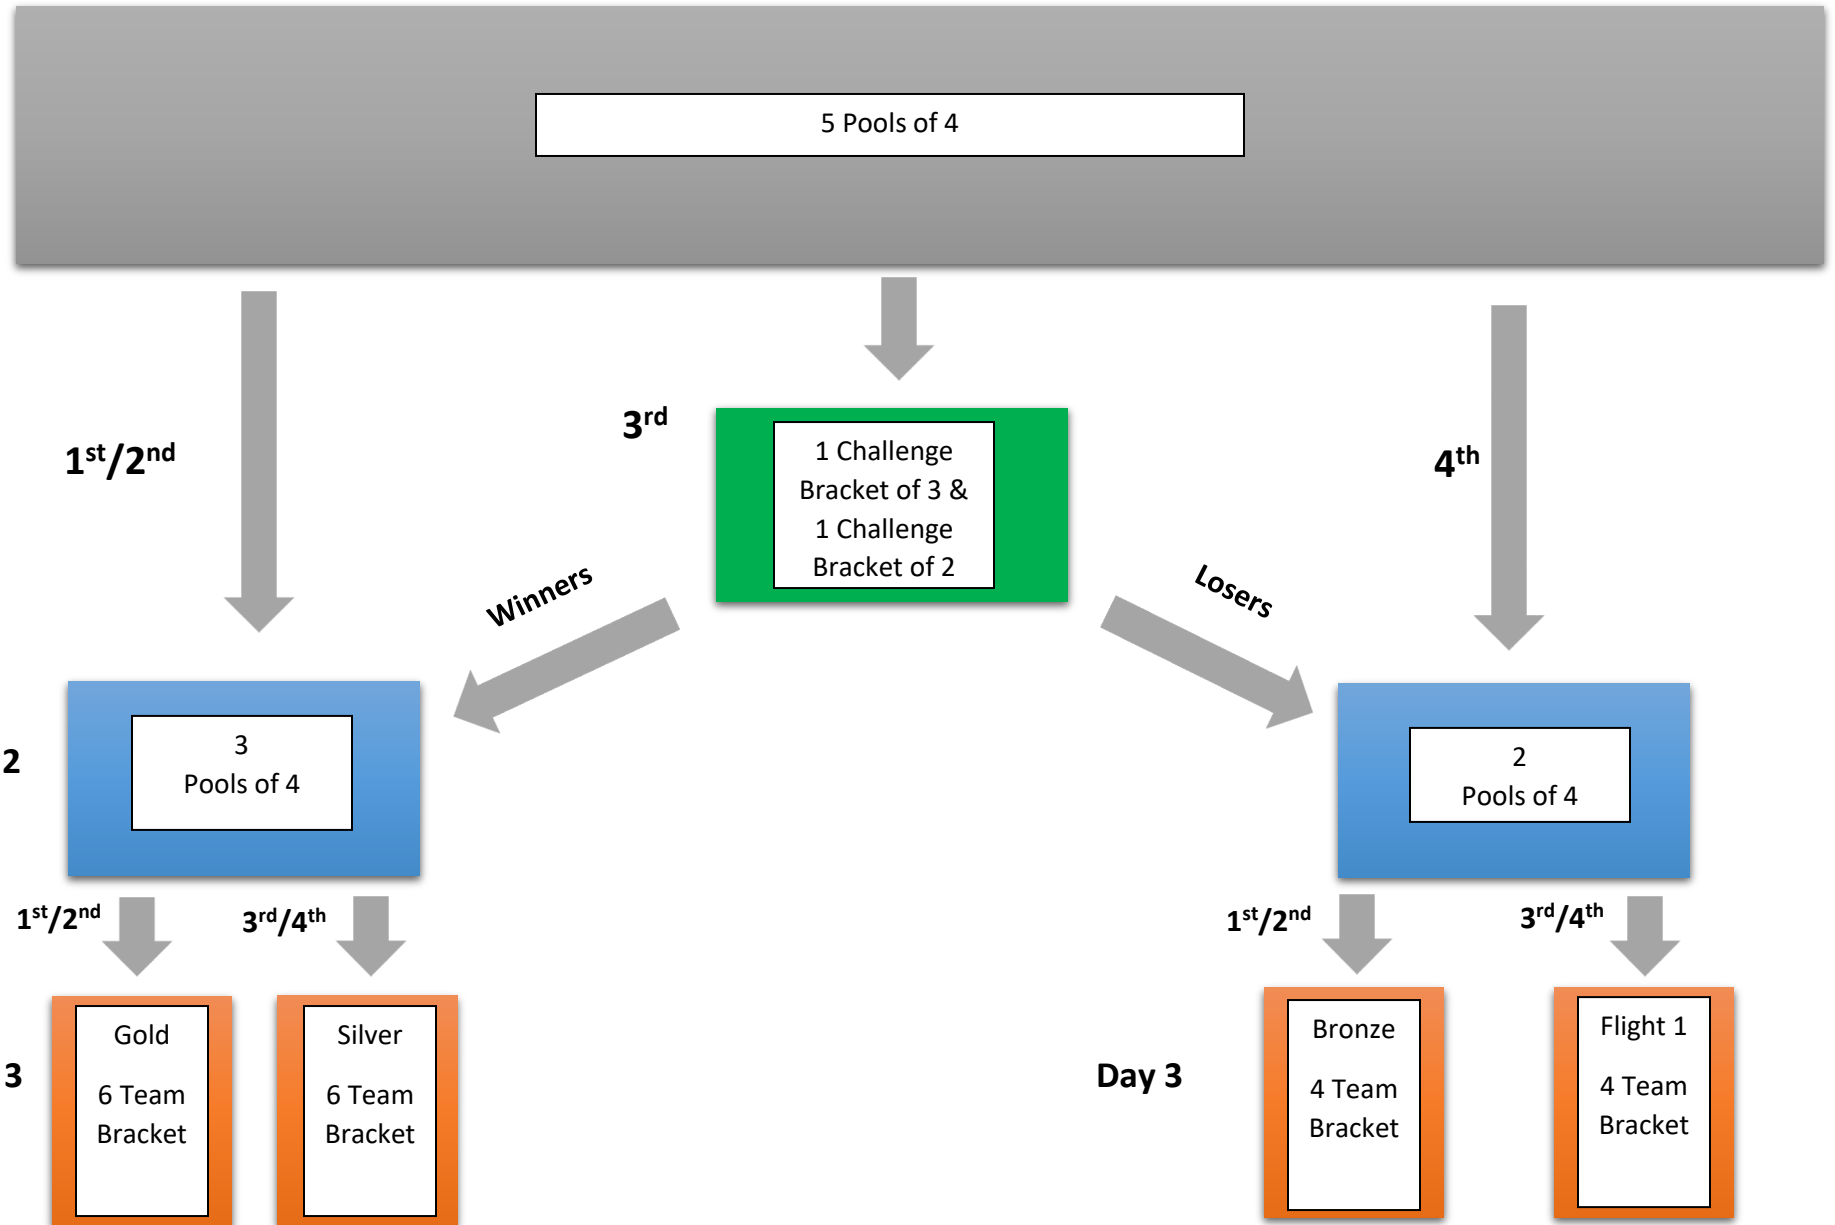 5 Pools of 4
1st/2nd
3rd
4th
1 Challenge
Bracket of 3 &
1 Challenge
Bracket of 2
Winners
Losers
2
3
Pools of 4
2
Pools of 4
1st/2nd
3rd/4th
1st/2nd
3rd/4th
3
Gold
6 Team
Bracket
Silver
6 Team
Bracket
Day 3
Bronze
4 Team
Bracket
Flight 1
4 Team
Bracket